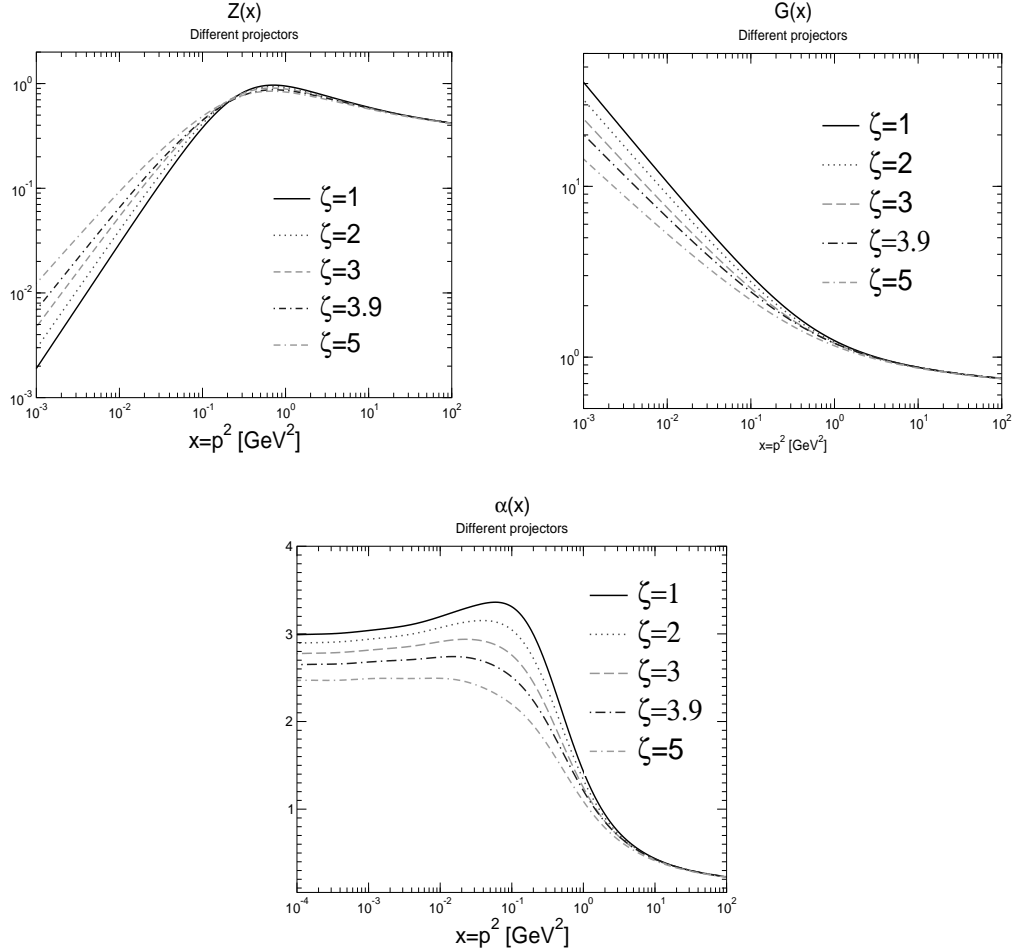 Z(x)
Different projectors
10^0
10^-1
10^-2
10^-3
10^-3
10^-2
10^-1
10^0
10^1
10^2
x=p^2 [GeV^2]
ζ=1
ζ=2
ζ=3
ζ=3.9
ζ=5
G(x)
Different projectors
10^1
10^0
10^-3
10^-2
10^-1
10^0
10^1
10^2
x=p^2 [GeV^2]
ζ=1
ζ=2
ζ=3
ζ=3.9
ζ=5
α(x)
Different projectors
4
3
2
1
10^-4
10^-3
10^-2
10^-1
10^0
10^1
10^2
x=p^2 [GeV^2]
ζ=1
ζ=2
ζ=3
ζ=3.9
ζ=5